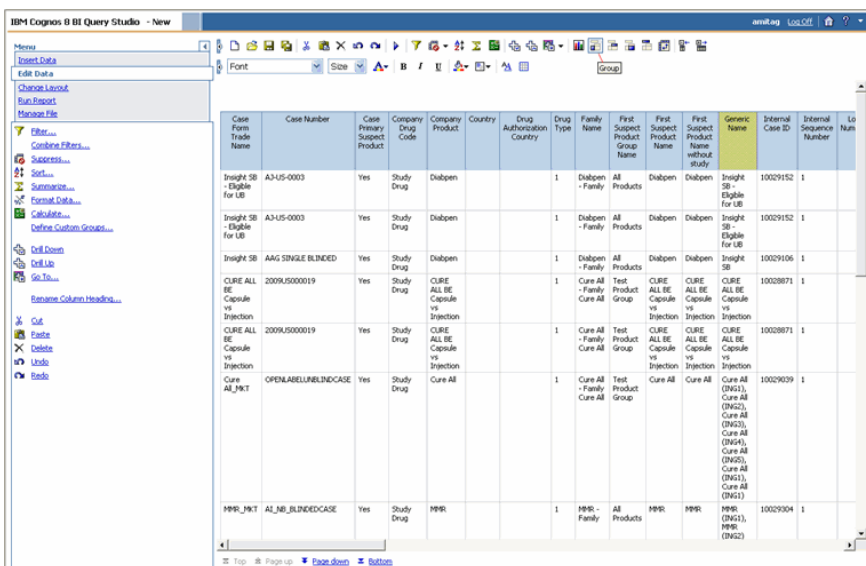 IBM Cognos 8 BI Query Studio - New
amitag Log Off ?
Menu
Insert Data
Edit Data
Change Layout
Run Report
Manage File
Filter...
Combine Filters...
Suppress...
Sort...
Summarize...
Format Data...
Calculate...
Define Custom Groups...
Drill Down
Drill Up
Go To...
Rename Column Heading...
Cut
Paste
Delete
Undo
Redo
Font Size A B I U
Group
Case Form Trade Name
Case Number
Case Primary Suspect Product
Company Drug Code
Company Product
Country
Drug Authorization Country
Drug Type
Family Name
First Suspect Product Group Name
First Suspect Product Name
First Suspect Product Name without study
Generic Name
Internal Case ID
Internal Sequence Number
Lo
Num
Insight SB - Eligible for UB A3-US-0003 Yes Study Drug Diabpen 1 Diabpen - Family All Products Diabpen Diabpen Insight SB - Eligible for UB 10029152 1
Insight SB - Eligible for UB A3-US-0003 Yes Study Drug Diabpen 1 Diabpen - Family All Products Diabpen Diabpen Insight SB - Eligible for UB 10029152 1
Insight SB AAG SINGLE BLINDED Yes Study Drug Diabpen 1 Diabpen - Family All Products Diabpen Diabpen Insight SB 10029106 1
CURE ALL BE Capsule vs Injection 2009US000019 Yes Study Drug CURE ALL BE Capsule vs Injection 1 Cure All - Family Cure All Test Product Group CURE ALL BE Capsule vs Injection CURE ALL BE Capsule vs Injection CURE ALL BE Capsule vs Injection 10028871 1
CURE ALL BE Capsule vs Injection 2009US000019 Yes Study Drug CURE ALL BE Capsule vs Injection 1 Cure All - Family Cure All Test Product Group CURE ALL BE Capsule vs Injection CURE ALL BE Capsule vs Injection CURE ALL BE Capsule vs Injection 10028871 1
Cure All_MKT OPENLABELUNBLINDCASE Yes Study Drug Cure All 1 Cure All - Family Cure All Test Product Group Cure All Cure All Cure All (ING1), Cure All (ING2), Cure All (ING3), Cure All (ING4), Cure All (ING5), Cure All (ING1), Cure All (ING1) 10029039 1
MMR_MKT AI_NB_BLINDEDCASE Yes Study Drug MMR 1 MMR - Family All Products MMR MMR MMR (ING1), MMR (ING2) 10029304 1
Top Page up Page down Bottom